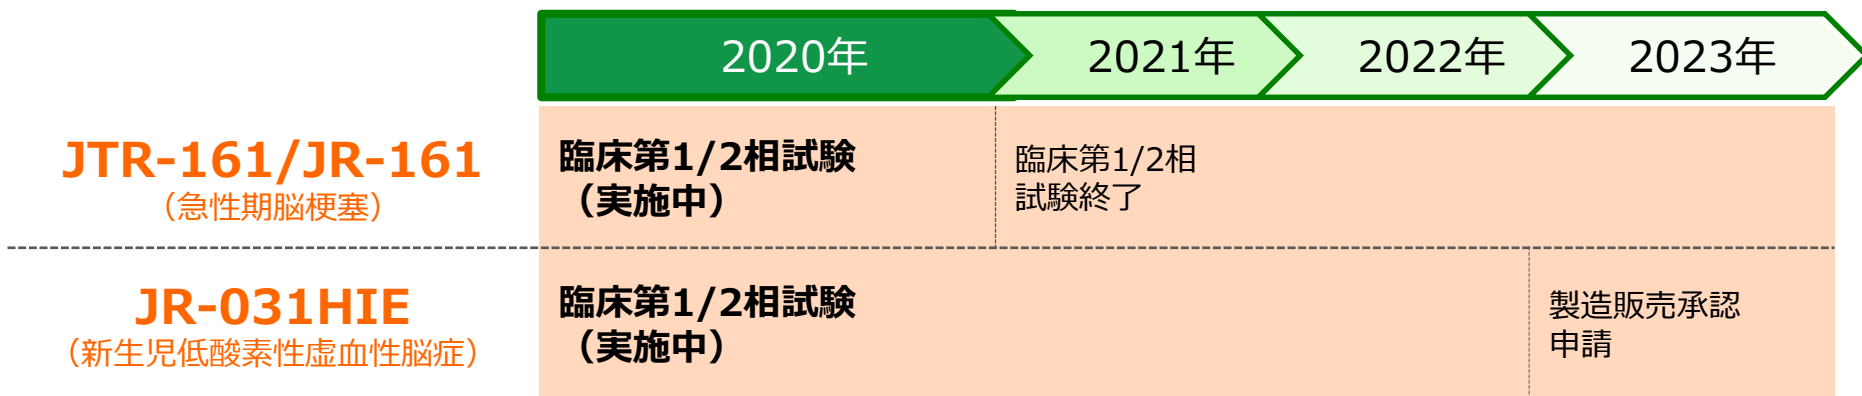 2020年
2021年
2022年
2023年
JTR-161/JR-161
（急性期脳梗塞）
臨床第1/2相試験
（実施中）
臨床第1/2相
試験終了
JR-031HIE
（新生児低酸素性虚血性脳症）
臨床第1/2相試験
（実施中）
製造販売承認
申請